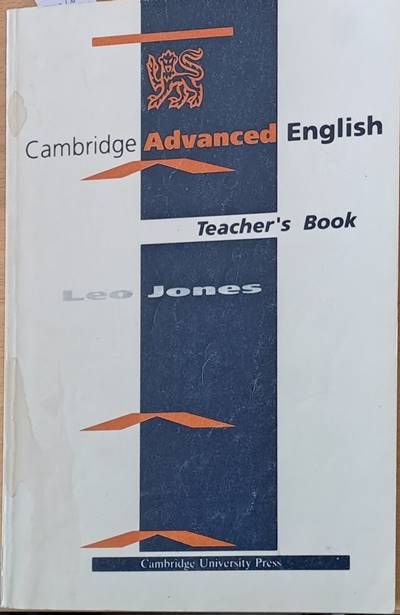 Cambridge Advanced English
Teacher's Book
Leo Jones
Cambridge University Press